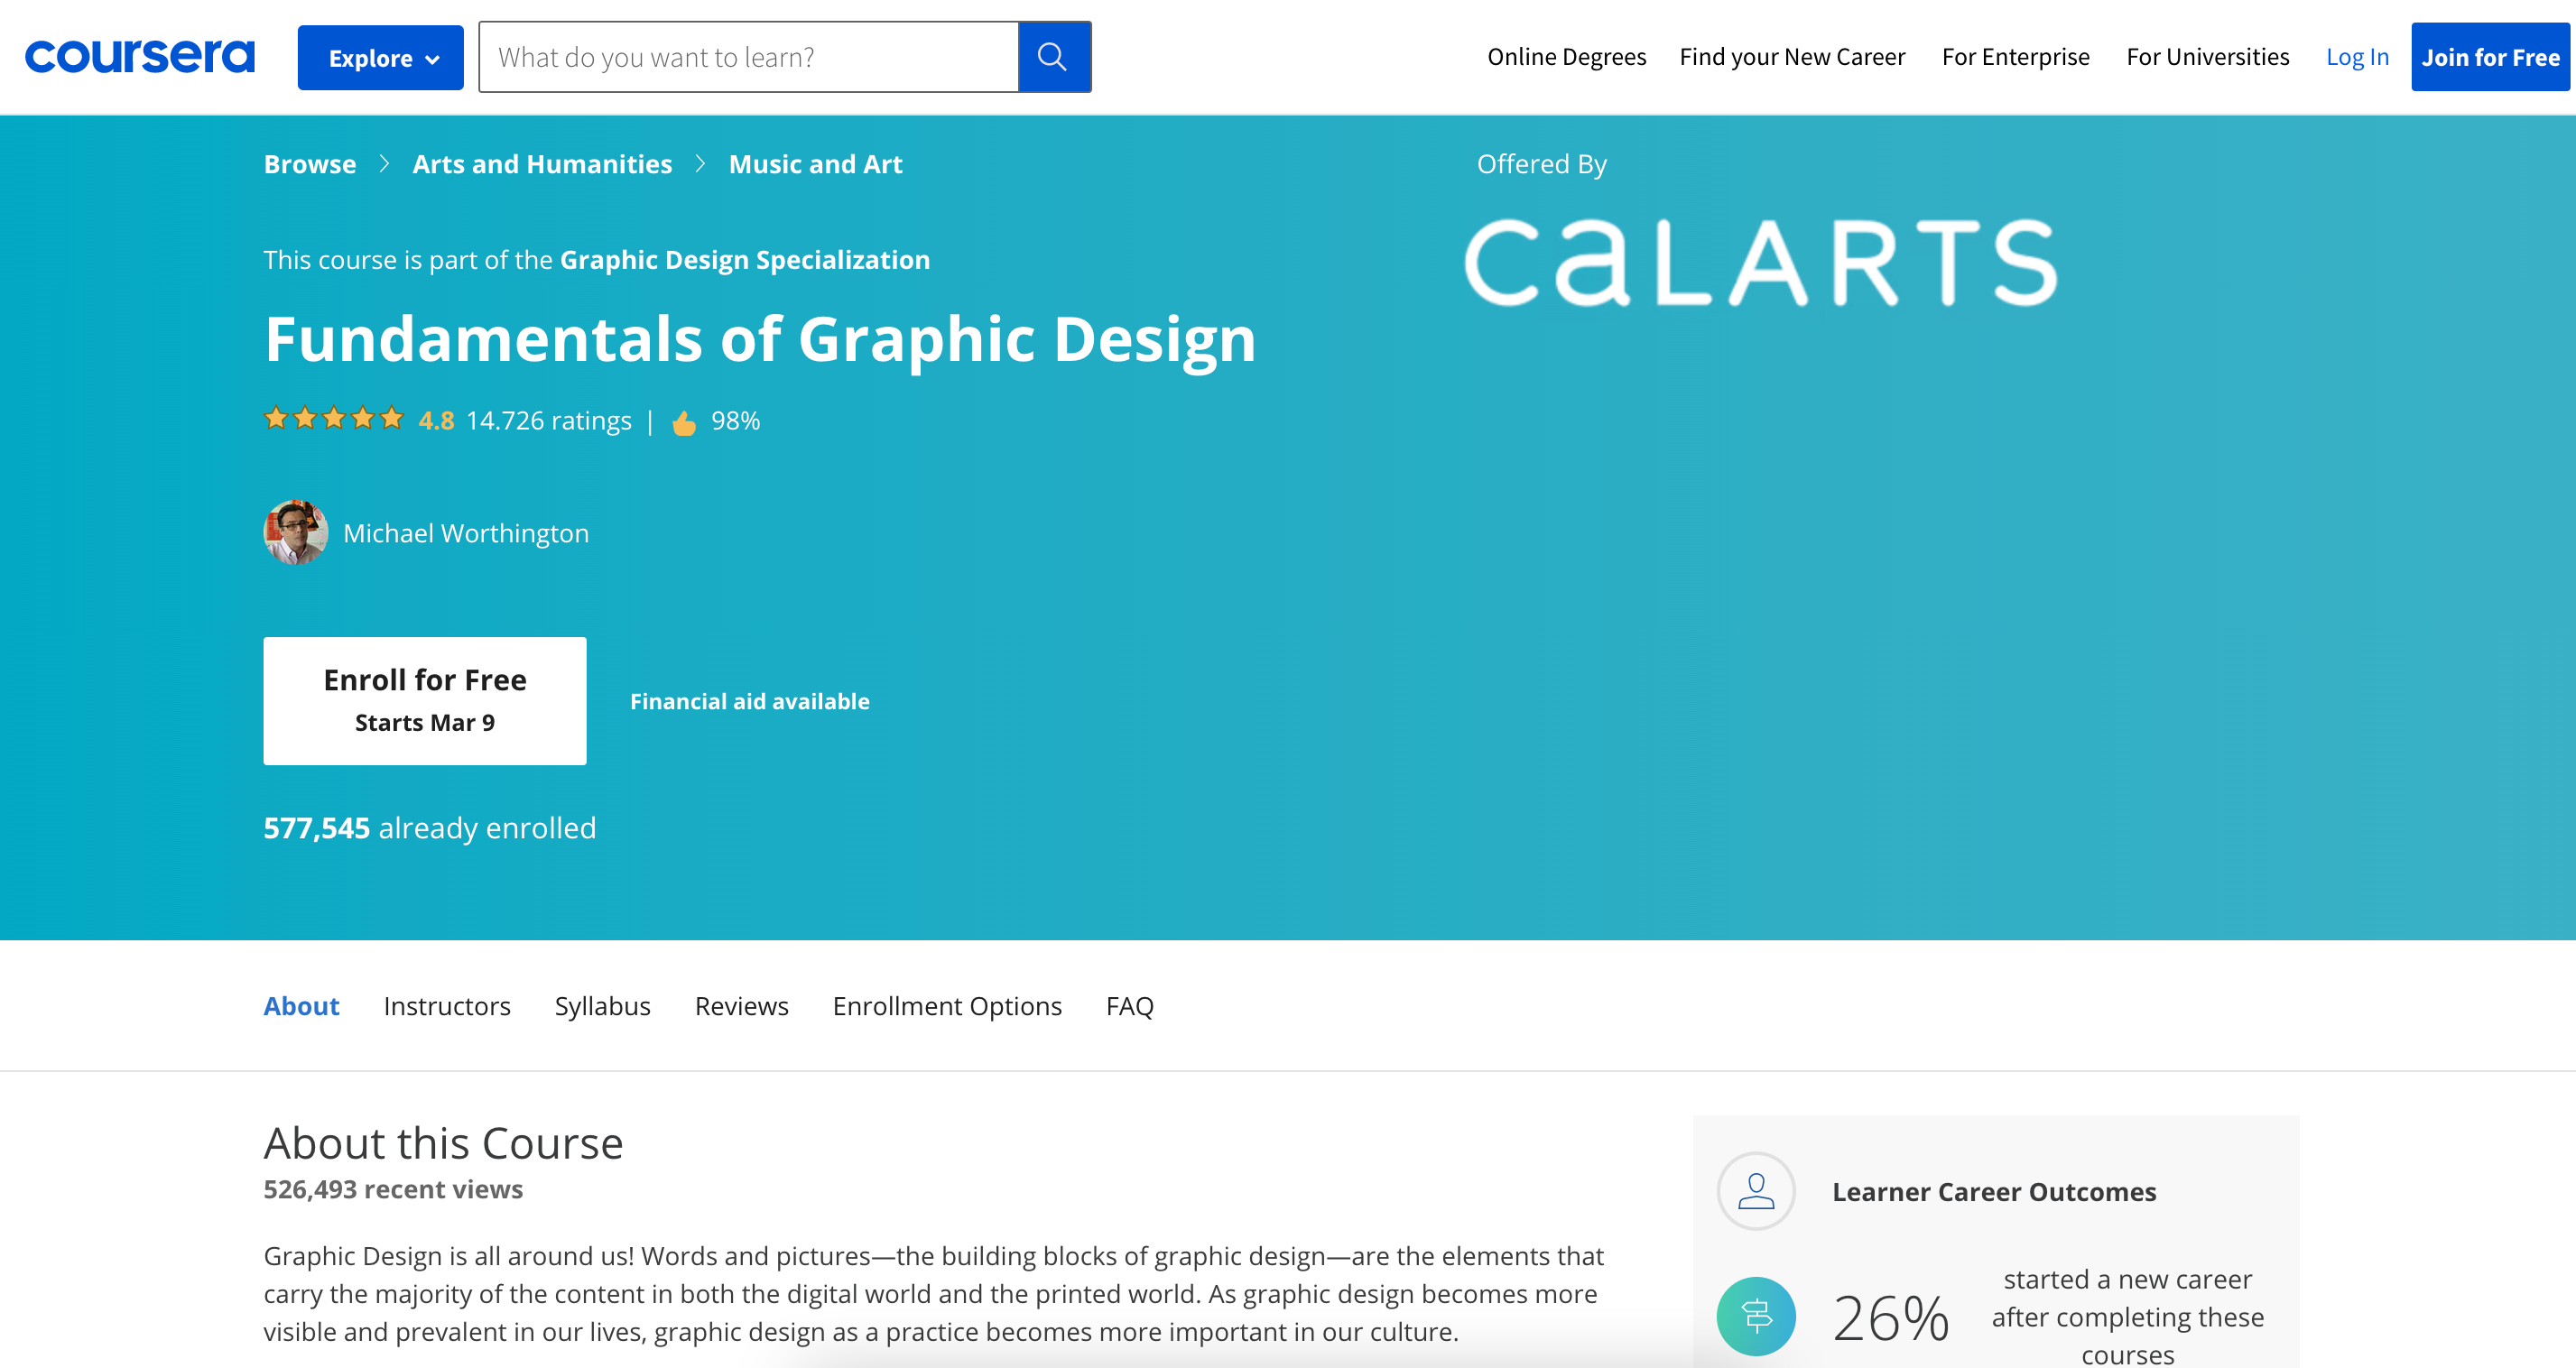 coursera
Explore
What do you want to learn?
Online Degrees
Find your New Career
For Enterprise
For Universities
Log In
Join for Free
Browse > Arts and Humanities > Music and Art
This course is part of the Graphic Design Specialization
Fundamentals of Graphic Design
4.8 14.726 ratings | 98%
Michael Worthington
Enroll for Free
Starts Mar 9
Financial aid available
577,545 already enrolled
Offered By
CaLARTS
About
Instructors
Syllabus
Reviews
Enrollment Options
FAQ
About this Course
526,493 recent views
Graphic Design is all around us! Words and pictures—the building blocks of graphic design—are the elements that
carry the majority of the content in both the digital world and the printed world. As graphic design becomes more
visible and prevalent in our lives, graphic design as a practice becomes more important in our culture.
Learner Career Outcomes
26%
started a new career
after completing these
courses